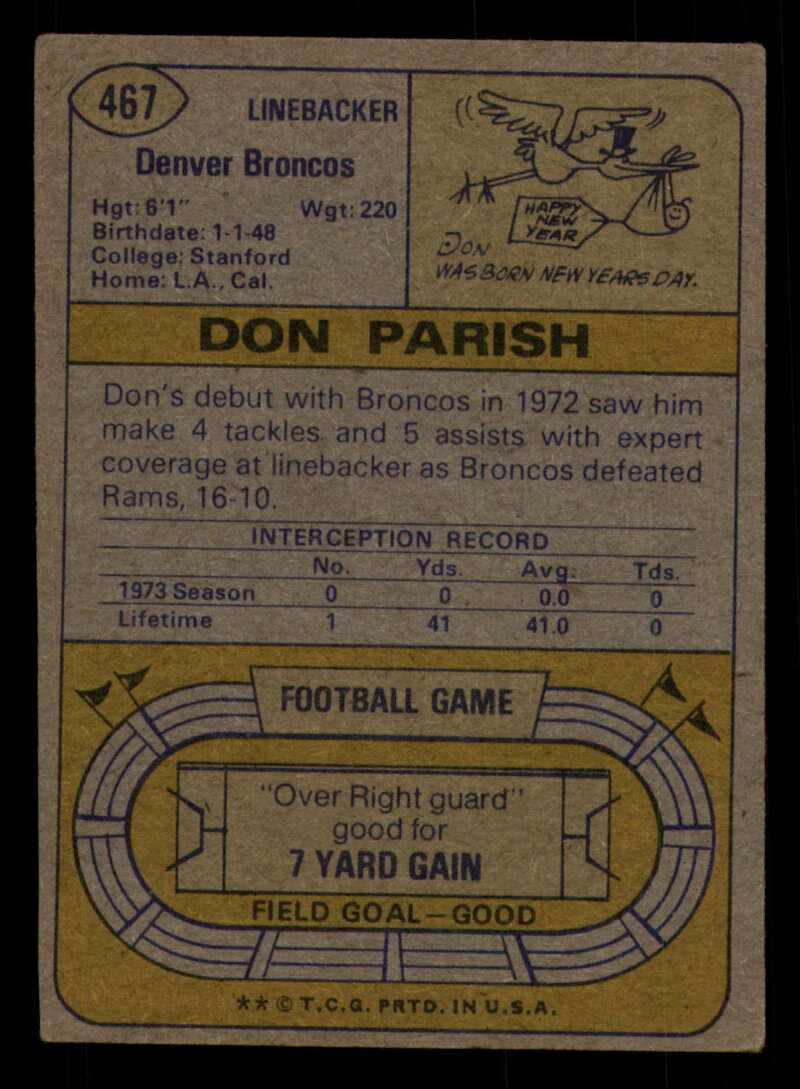 467
LINEBACKER
Denver Broncos
Hgt: 6'1" Wgt: 220
Birthdate: 1-1-48
College: Stanford
Home: L.A., Cal.
HAPPY
NEW
YEAR
DON
WAS BORN NEW YEARS DAY.
DON PARISH
Don's debut with Broncos in 1972 saw him
make 4 tackles and 5 assists with expert
coverage at linebacker as Broncos defeated
Rams, 16-10.
INTERCEPTION RECORD
No. Yds. Avg. Tds.
1973 Season 0 0 0.0 0
Lifetime 1 41 41.0 0
FOOTBALL GAME
"Over Right guard"
good for
7 YARD GAIN
FIELD GOAL—GOOD
** © T.C.G. PRTD. IN U.S.A.